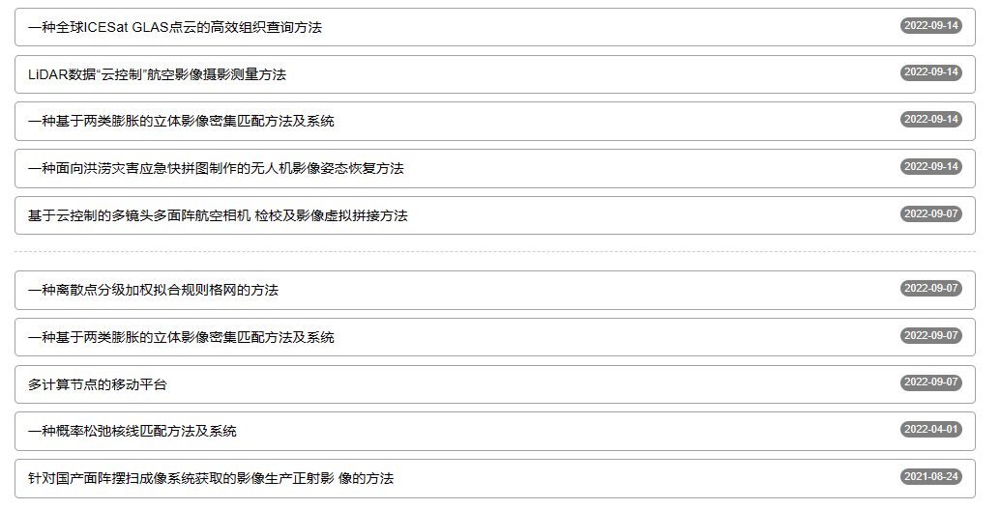 一种全球ICESat GLAS点云的高效组织查询方法 2022-09-14
LiDAR数据“云控制”航空影像摄影测量方法 2022-09-14
一种基于两类膨胀的立体影像密集匹配方法及系统 2022-09-14
一种面向洪涝灾害应急快拼图制作的无人机影像姿态恢复方法 2022-09-14
基于云控制的多镜头多面阵航空相机 检校及影像虚拟拼接方法 2022-09-07
一种离散点分级加权拟合规则格网的方法 2022-09-07
一种基于两类膨胀的立体影像密集匹配方法及系统 2022-09-07
多计算节点的移动平台 2022-09-07
一种概率松弛核线匹配方法及系统 2022-04-01
针对国产面阵摆扫成像系统获取的影像生产正射影 像的方法 2021-08-24